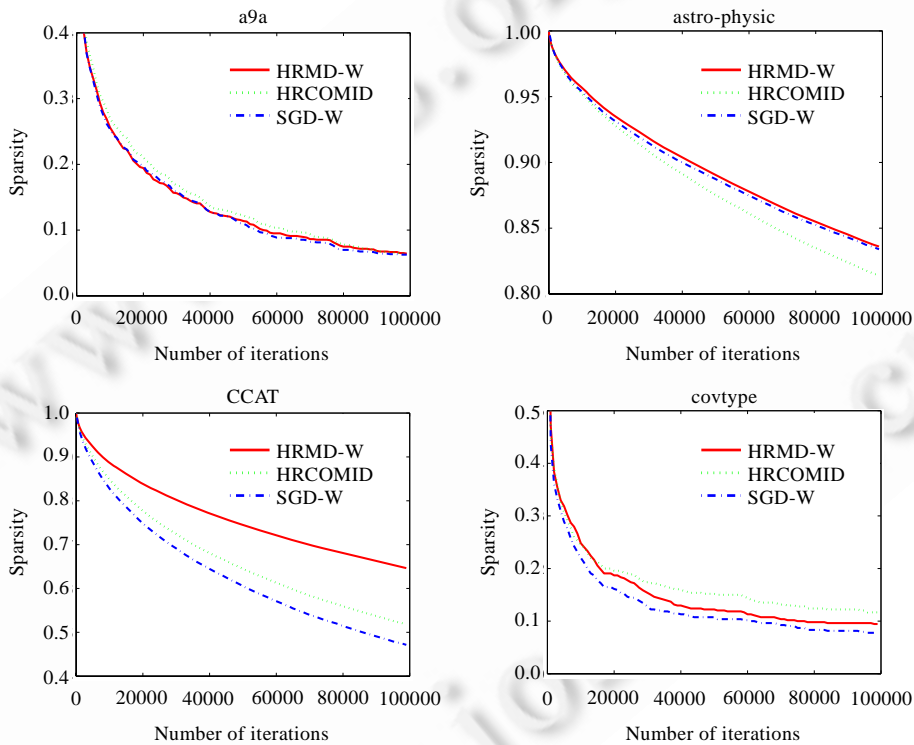 a9a
0.4
0.3
0.2
0.1
0.0
Sparsity
HRMD-W
HRCOMID
SGD-W
0 20000 40000 60000 80000 100000
Number of iterations
astro-physic
1.00
0.95
0.90
0.85
0.80
Sparsity
HRMD-W
HRCOMID
SGD-W
0 20000 40000 60000 80000 100000
Number of iterations
CCAT
1.0
0.9
0.8
0.7
0.6
0.5
0.4
Sparsity
HRMD-W
HRCOMID
SGD-W
0 20000 40000 60000 80000 100000
Number of iterations
covtype
0.5
0.4
0.3
0.2
0.1
0.0
Sparsity
HRMD-W
HRCOMID
SGD-W
0 20000 40000 60000 80000 100000
Number of iterations